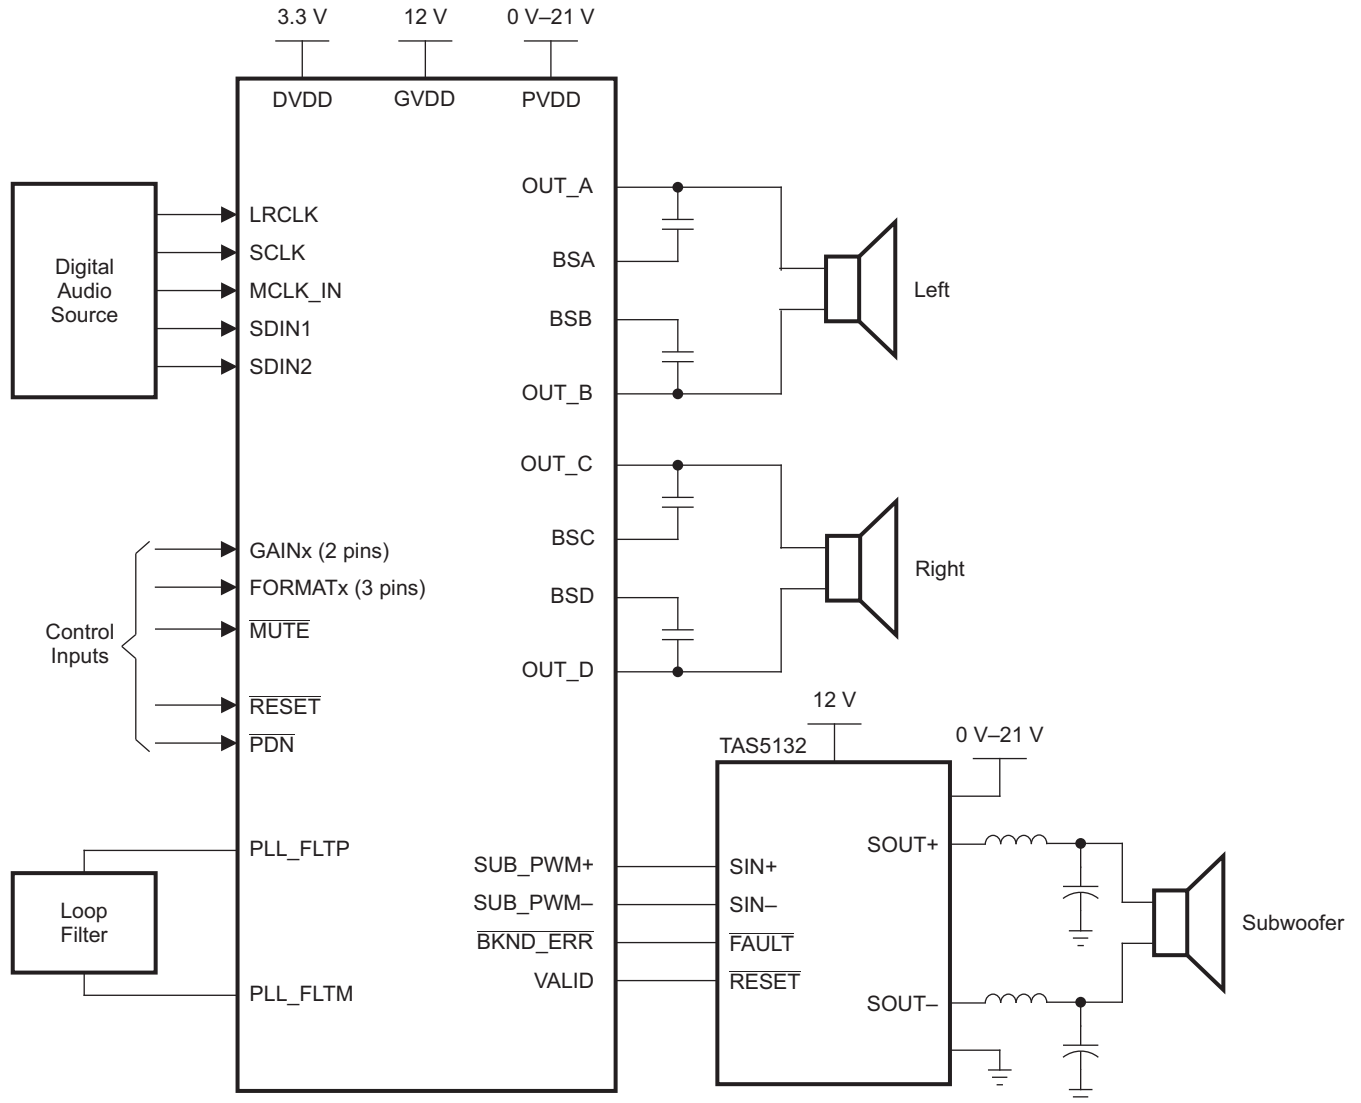 3.3 V
12 V
0 V–21 V
DVDD
GVDD
PVDD
Digital
Audio
Source
LRCLK
SCLK
MCLK_IN
SDIN1
SDIN2
OUT_A
BSA
BSB
OUT_B
Left
OUT_C
BSC
BSD
OUT_D
Right
Control
Inputs
GAINx (2 pins)
FORMATx (3 pins)
MUTE
RESET
PDN
Loop
Filter
PLL_FLTP
PLL_FLTM
SUB_PWM+
SUB_PWM–
BKND_ERR
VALID
12 V
0 V–21 V
TAS5132
SIN+
SIN–
FAULT
RESET
SOUT+
SOUT–
Subwoofer